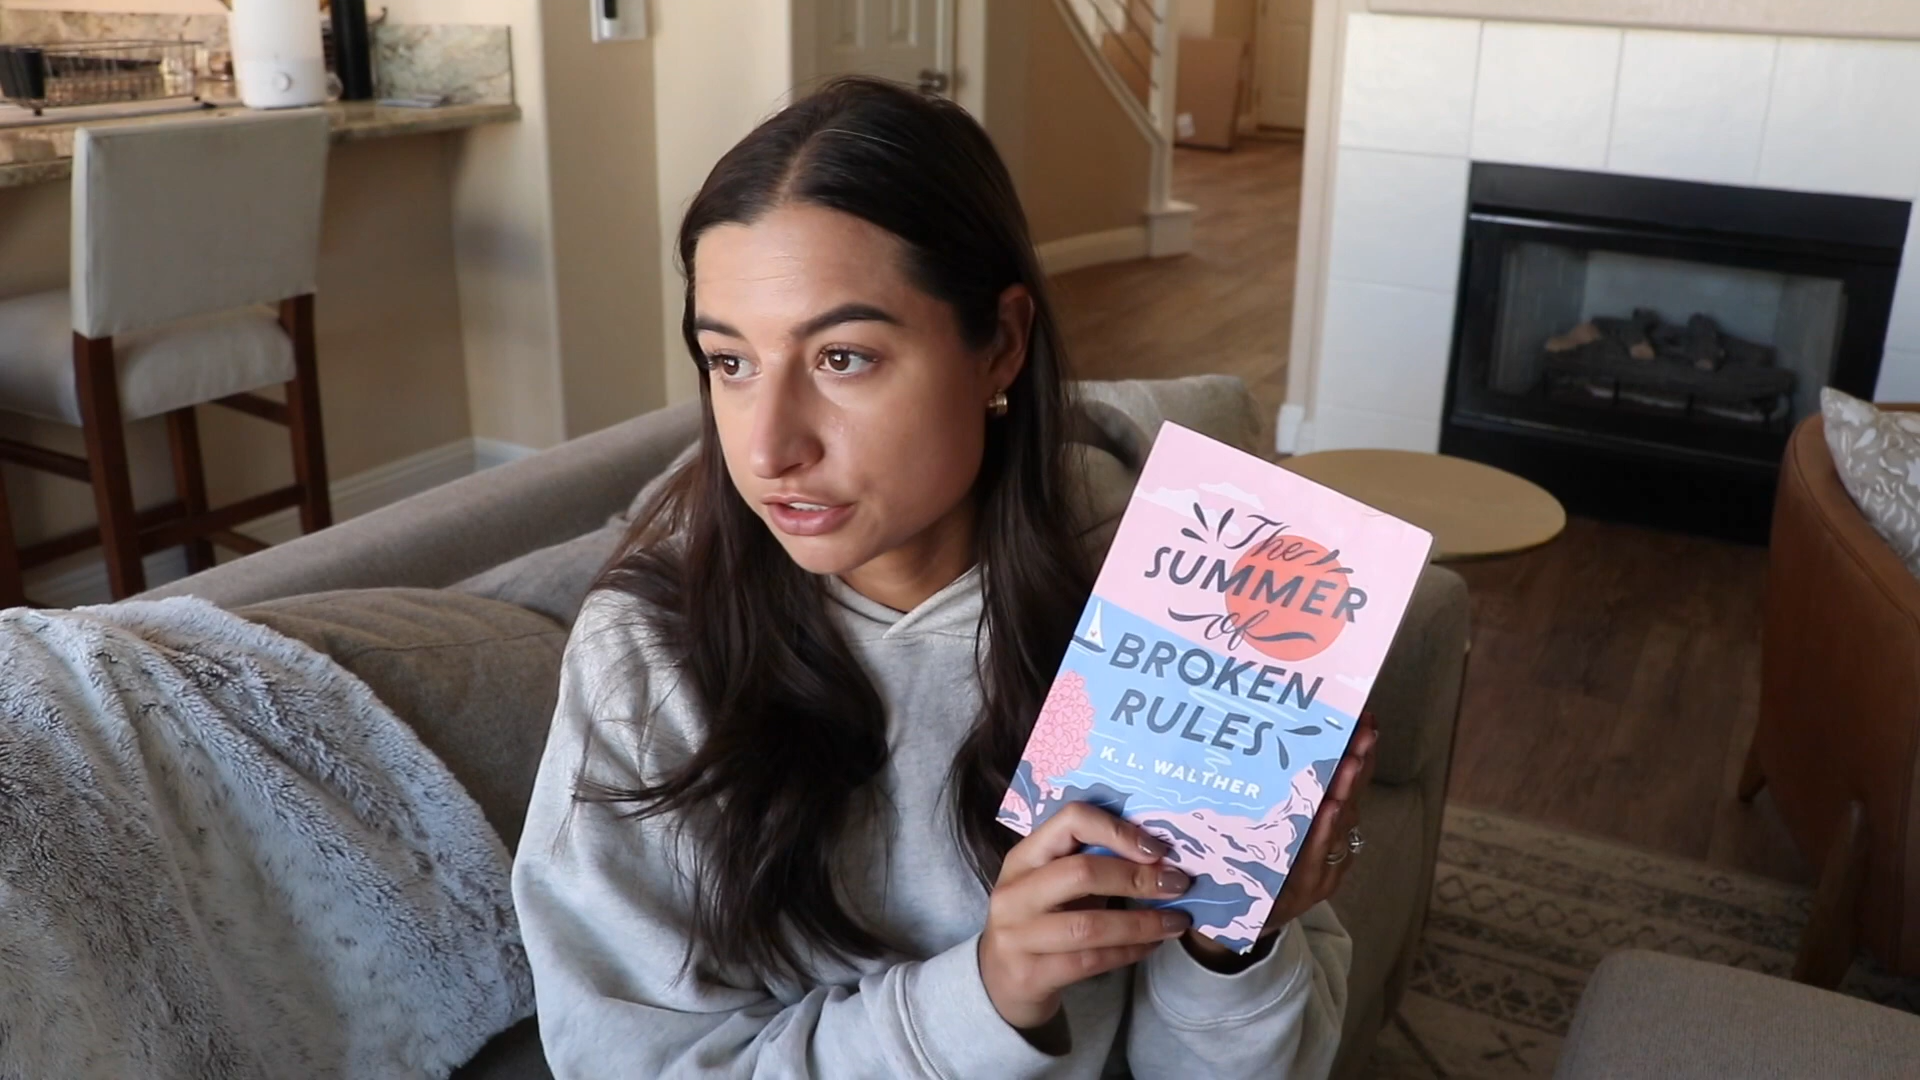 The
SUMMER
of
BROKEN
RULES
K. L. WALTHER